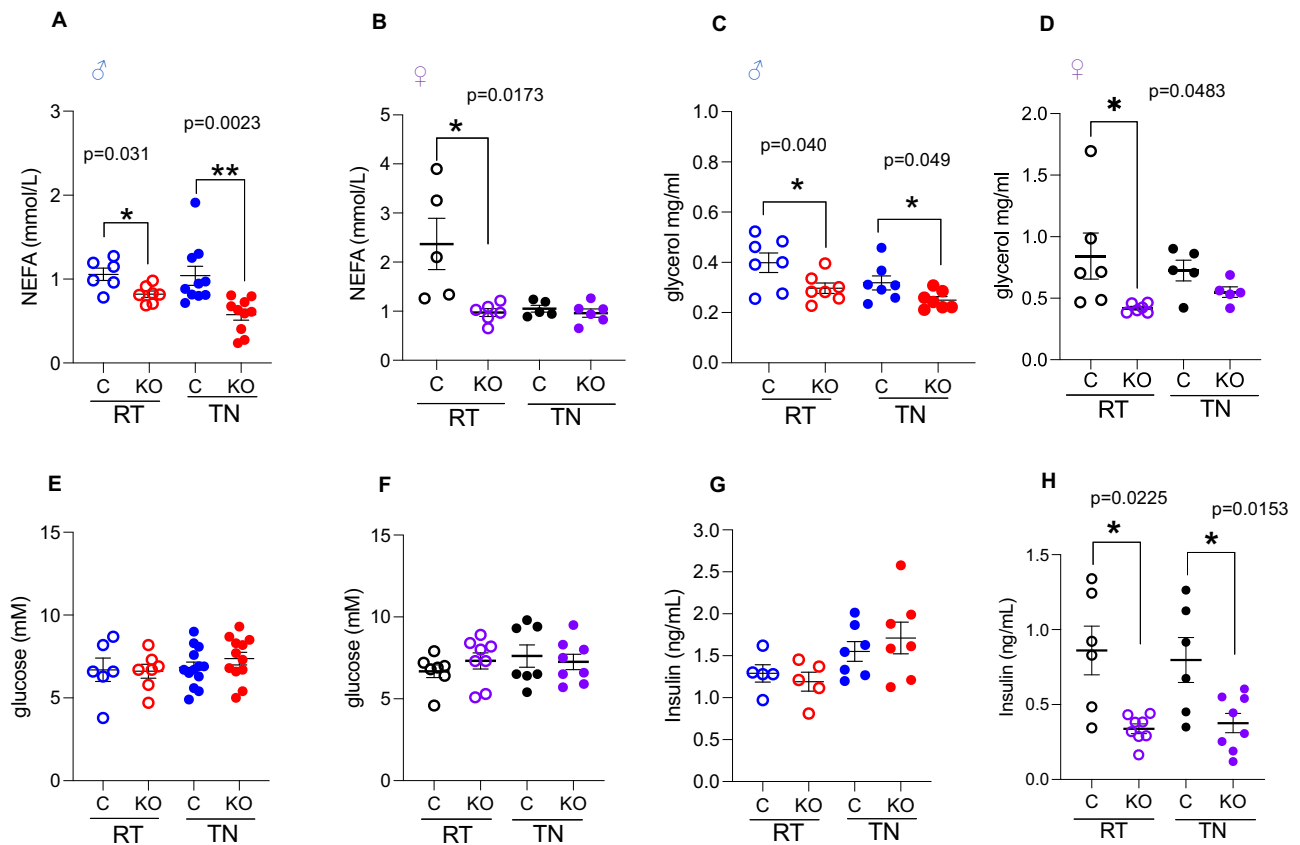 A
♂
p=0.0023
p=0.031
**
*
NEFA (mmol/L)
3
2
1
0
C KO C KO
RT TN
B
♀
p=0.0173
*
NEFA (mmol/L)
5
4
3
2
1
0
C KO C KO
RT TN
C
♂
p=0.040
p=0.049
*
*
glycerol mg/ml
1.0
0.8
0.6
0.4
0.2
0.0
C KO C KO
RT TN
D
♀
p=0.0483
*
glycerol mg/ml
2.0
1.5
1.0
0.5
0.0
C KO C KO
RT TN
E
glucose (mM)
15
10
5
0
C KO C KO
RT TN
F
glucose (mM)
15
10
5
0
C KO C KO
RT TN
G
Insulin (ng/mL)
3.0
2.5
2.0
1.5
1.0
0.5
0.0
C KO C KO
RT TN
H
p=0.0225
p=0.0153
*
*
Insulin (ng/mL)
1.5
1.0
0.5
0.0
C KO C KO
RT TN